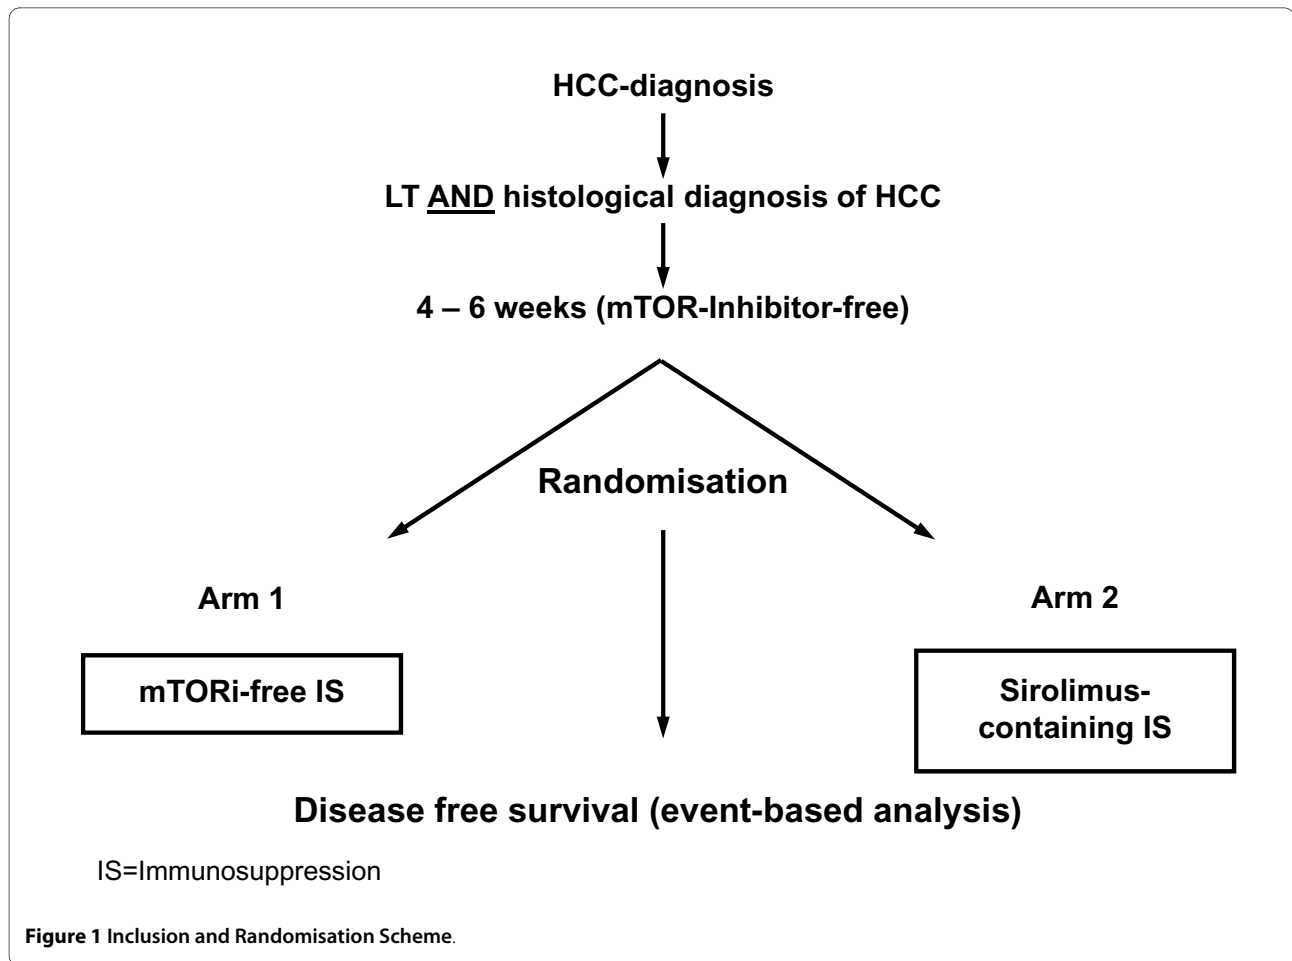 HCC-diagnosis
LT AND histological diagnosis of HCC
4 – 6 weeks (mTOR-Inhibitor-free)
Randomisation
Arm 1
Arm 2
mTORi-free IS
Sirolimus-
containing IS
Disease free survival (event-based analysis)
IS=Immunosuppression
Figure 1 Inclusion and Randomisation Scheme.